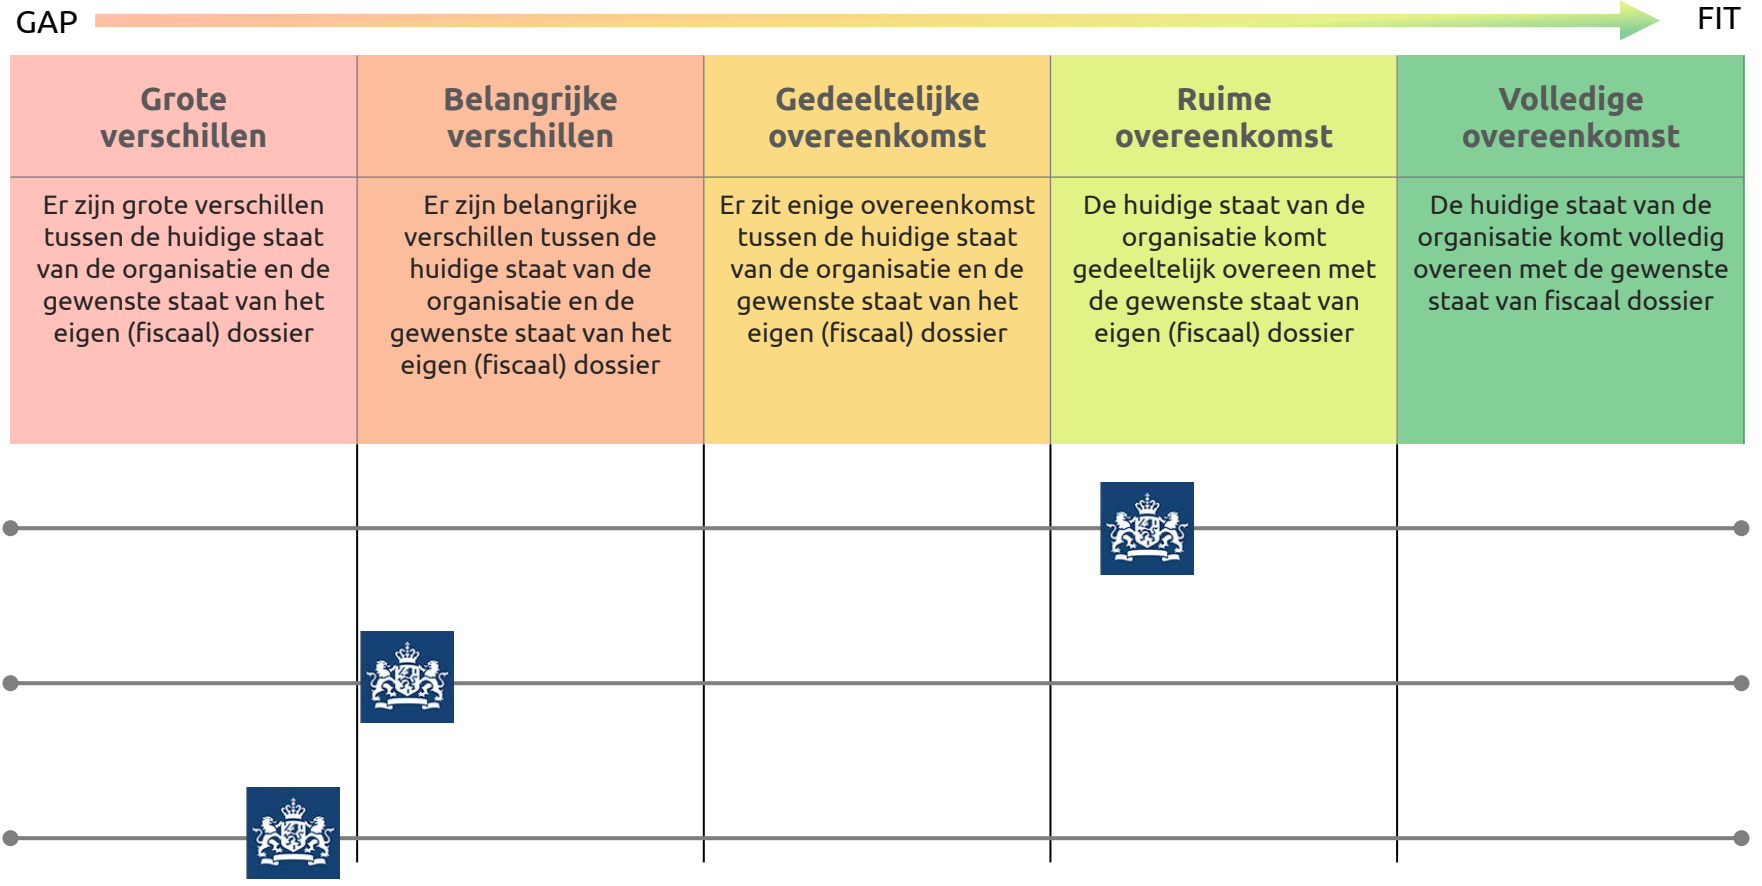 GAP
FIT
Grote
verschillen
Belangrijke
verschillen
Gedeeltelijke
overeenkomst
Ruime
overeenkomst
Volledige
overeenkomst
Er zijn grote verschillen
tussen de huidige staat
van de organisatie en de
gewenste staat van het
eigen (fiscaal) dossier
Er zijn belangrijke
verschillen tussen de
huidige staat van de
organisatie en de
gewenste staat van het
eigen (fiscaal) dossier
Er zit enige overeenkomst
tussen de huidige staat
van de organisatie en de
gewenste staat van het
eigen (fiscaal) dossier
De huidige staat van de
organisatie komt
gedeeltelijk overeen met
de gewenste staat van
eigen (fiscaal) dossier
De huidige staat van de
organisatie komt volledig
overeen met de gewenste
staat van fiscaal dossier